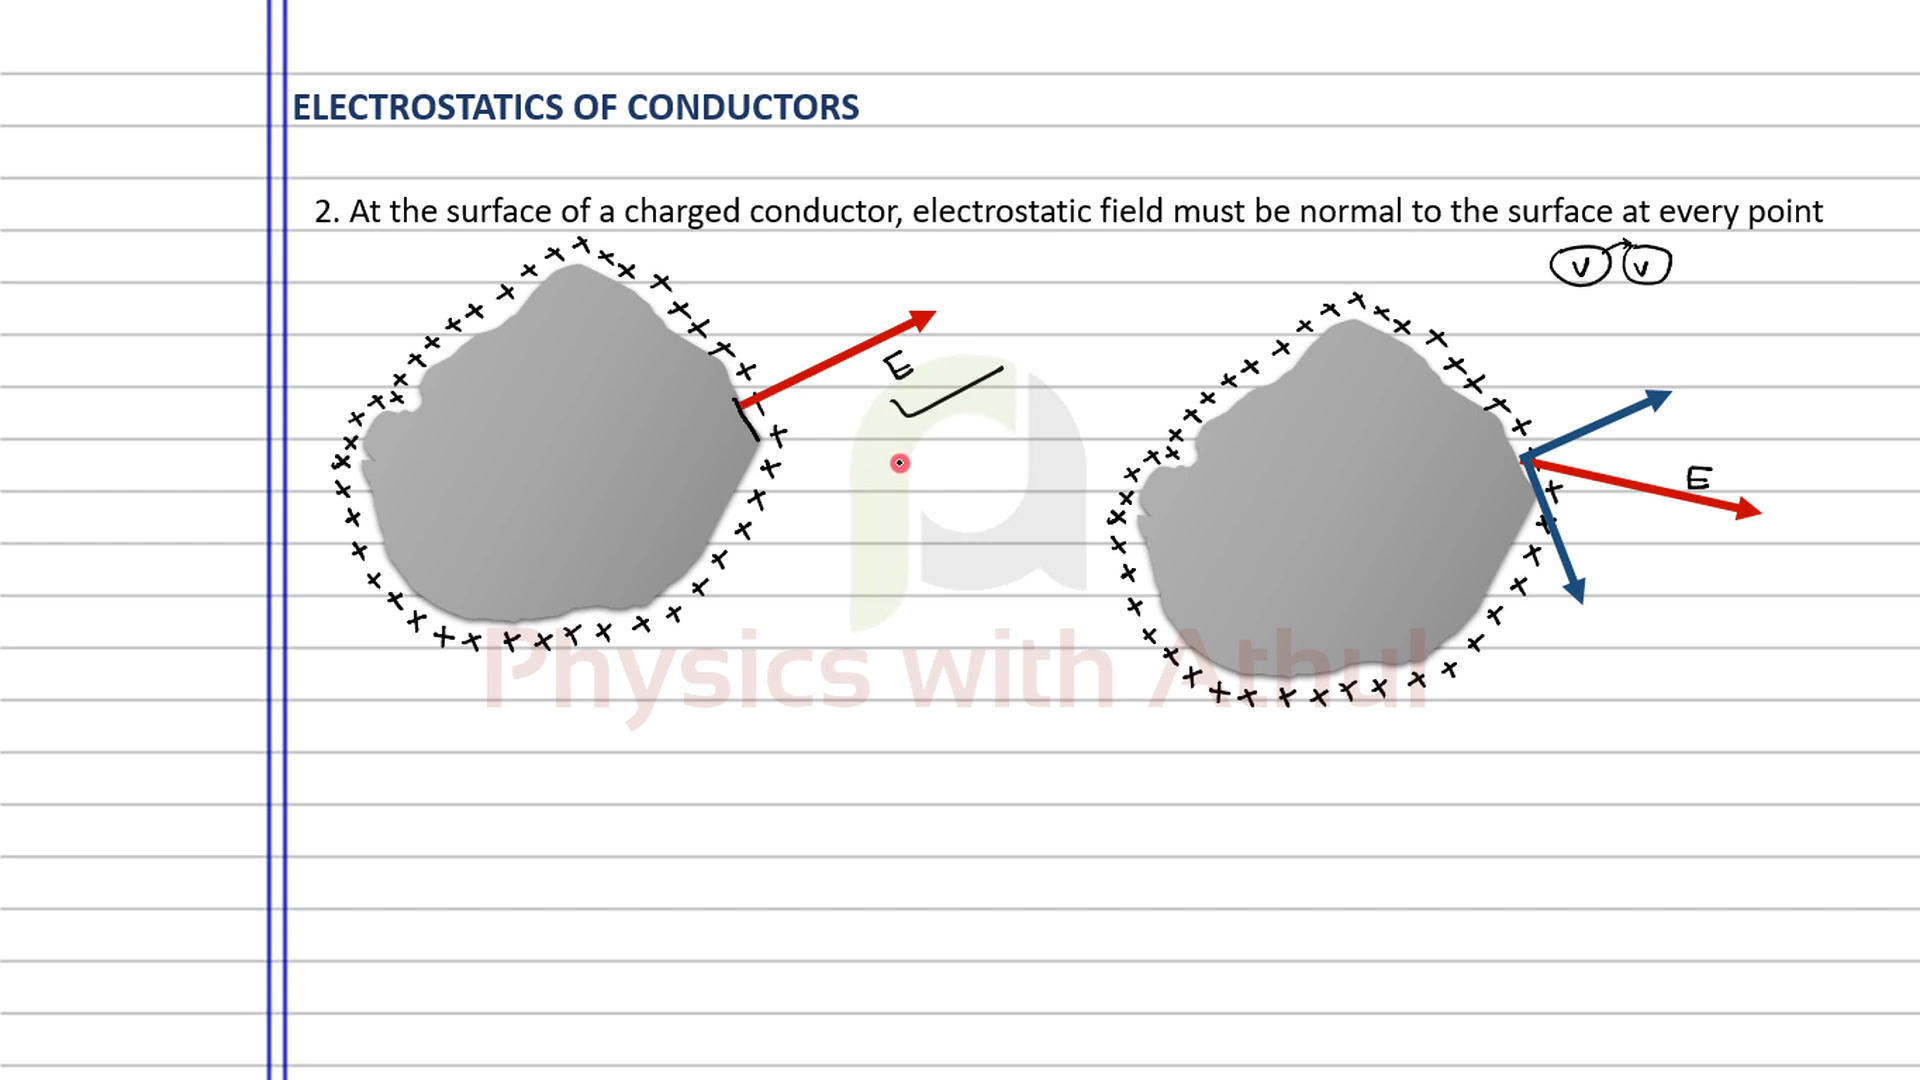 ELECTROSTATICS OF CONDUCTORS
2. At the surface of a charged conductor, electrostatic field must be normal to the surface at every point
V V
E
E
Physics with Athul